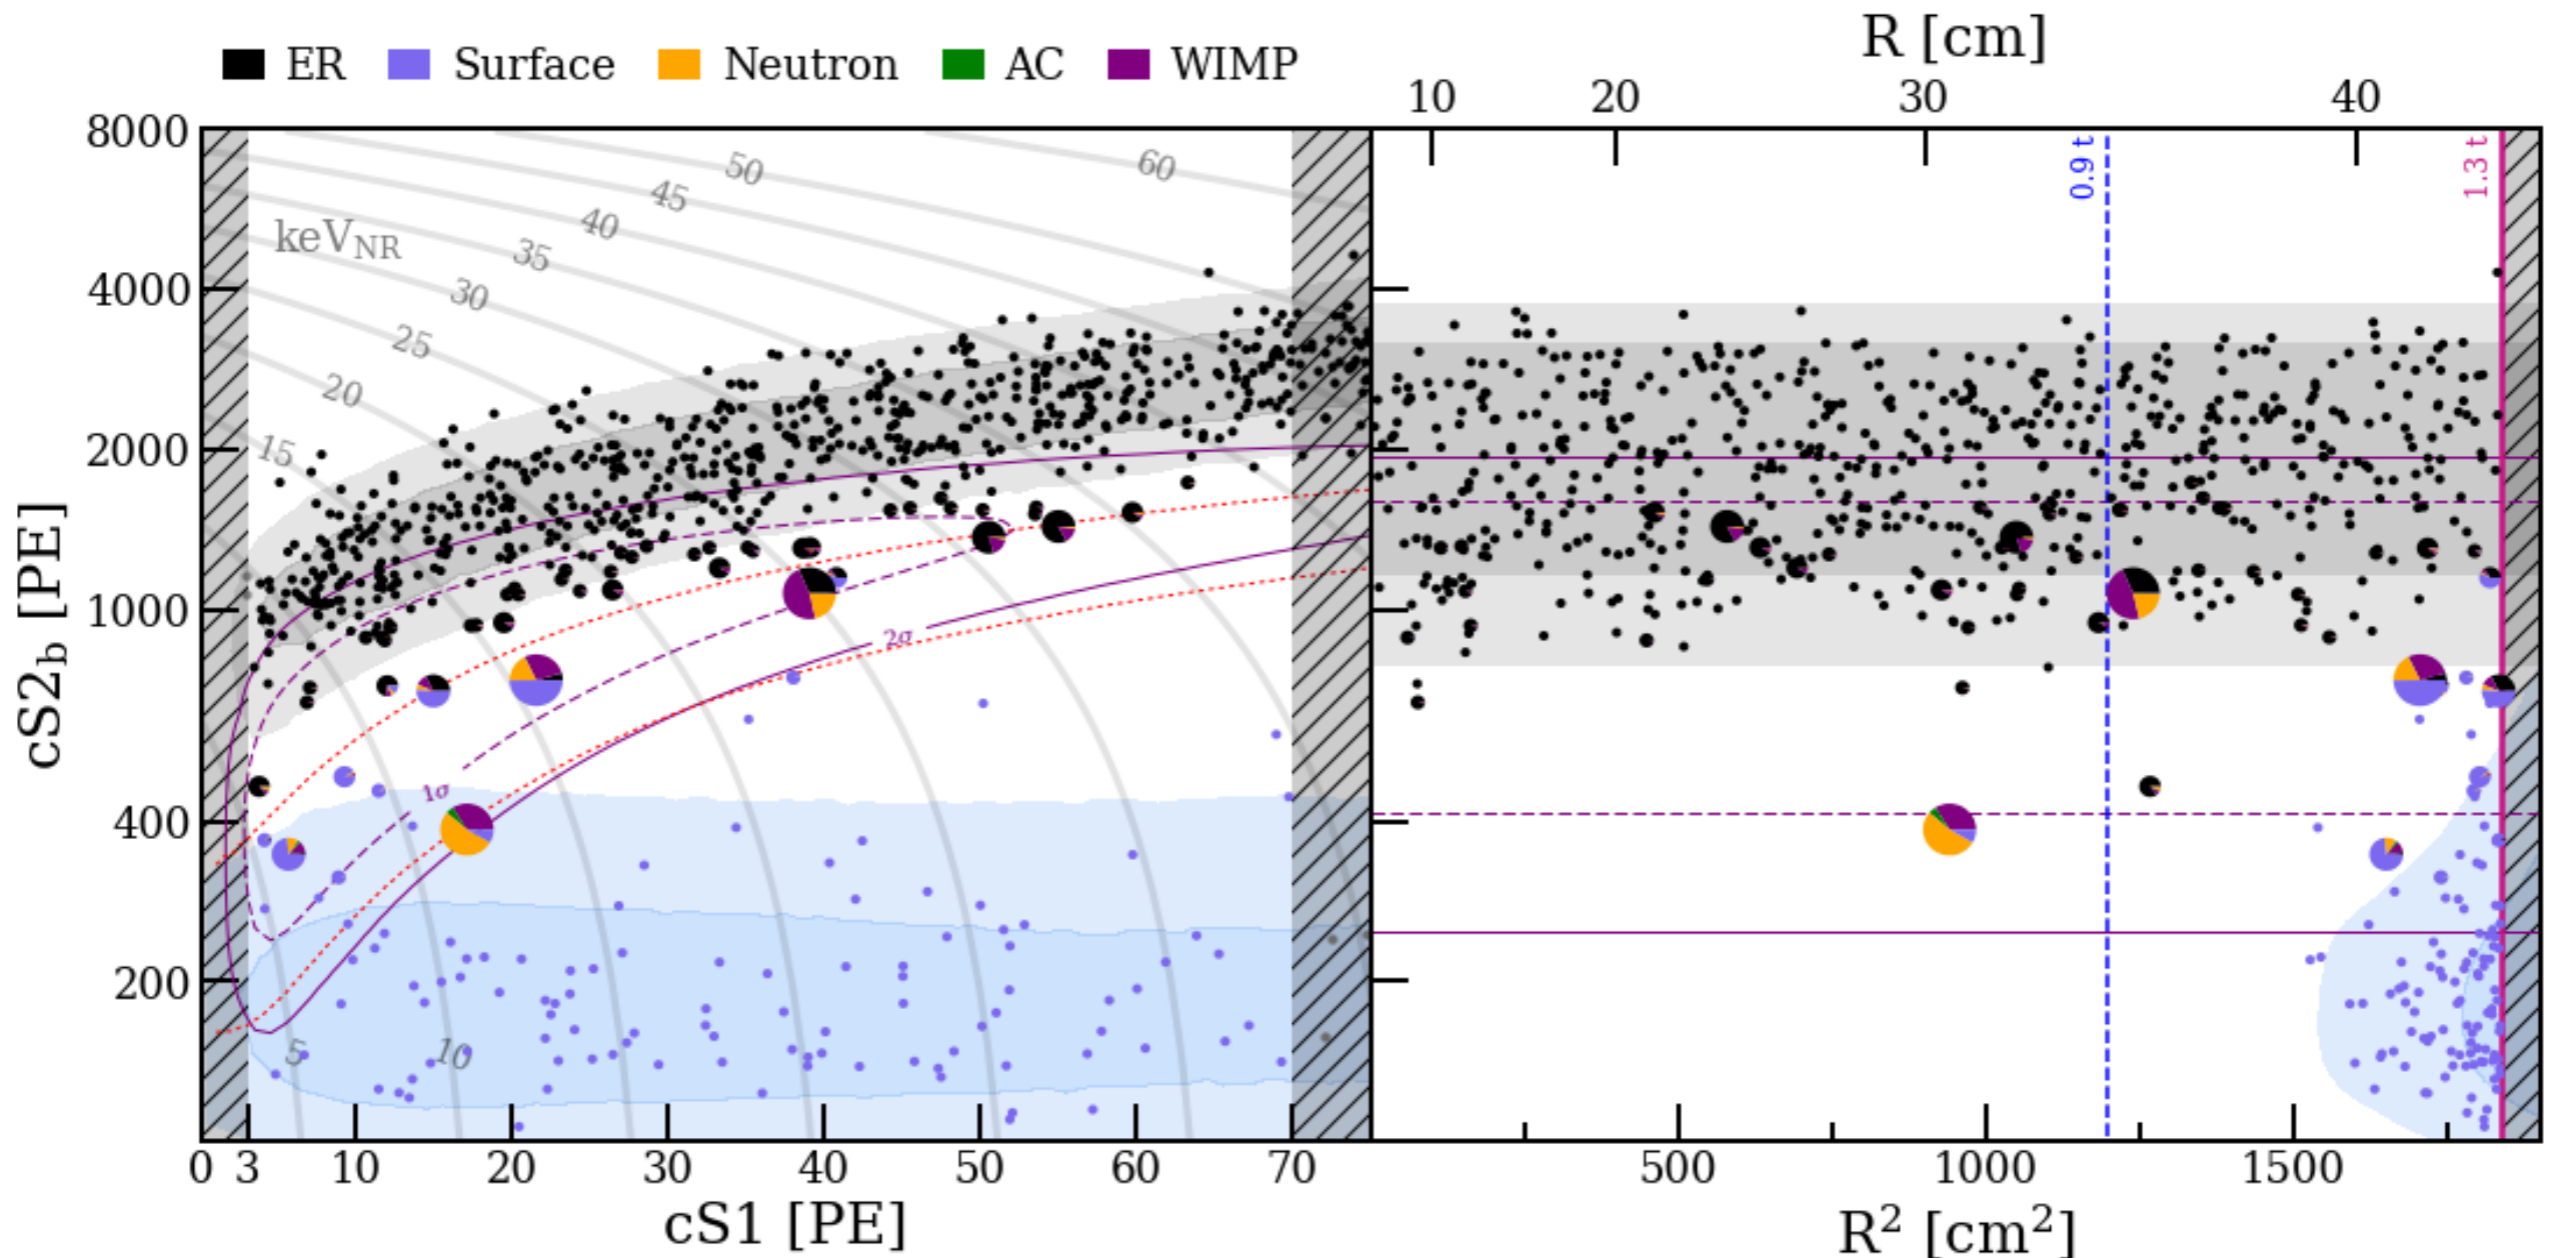 ER Surface Neutron AC WIMP
R [cm]
10 20 30 40
8000
4000
2000
1000
400
200
cS2b [PE]
keVNR
5
10
15
20
25
30
35
40
45
50
60
1σ
2σ
0.9 t
1.3 t
0 3 10 20 30 40 50 60 70
cS1 [PE]
500 1000 1500
R² [cm²]